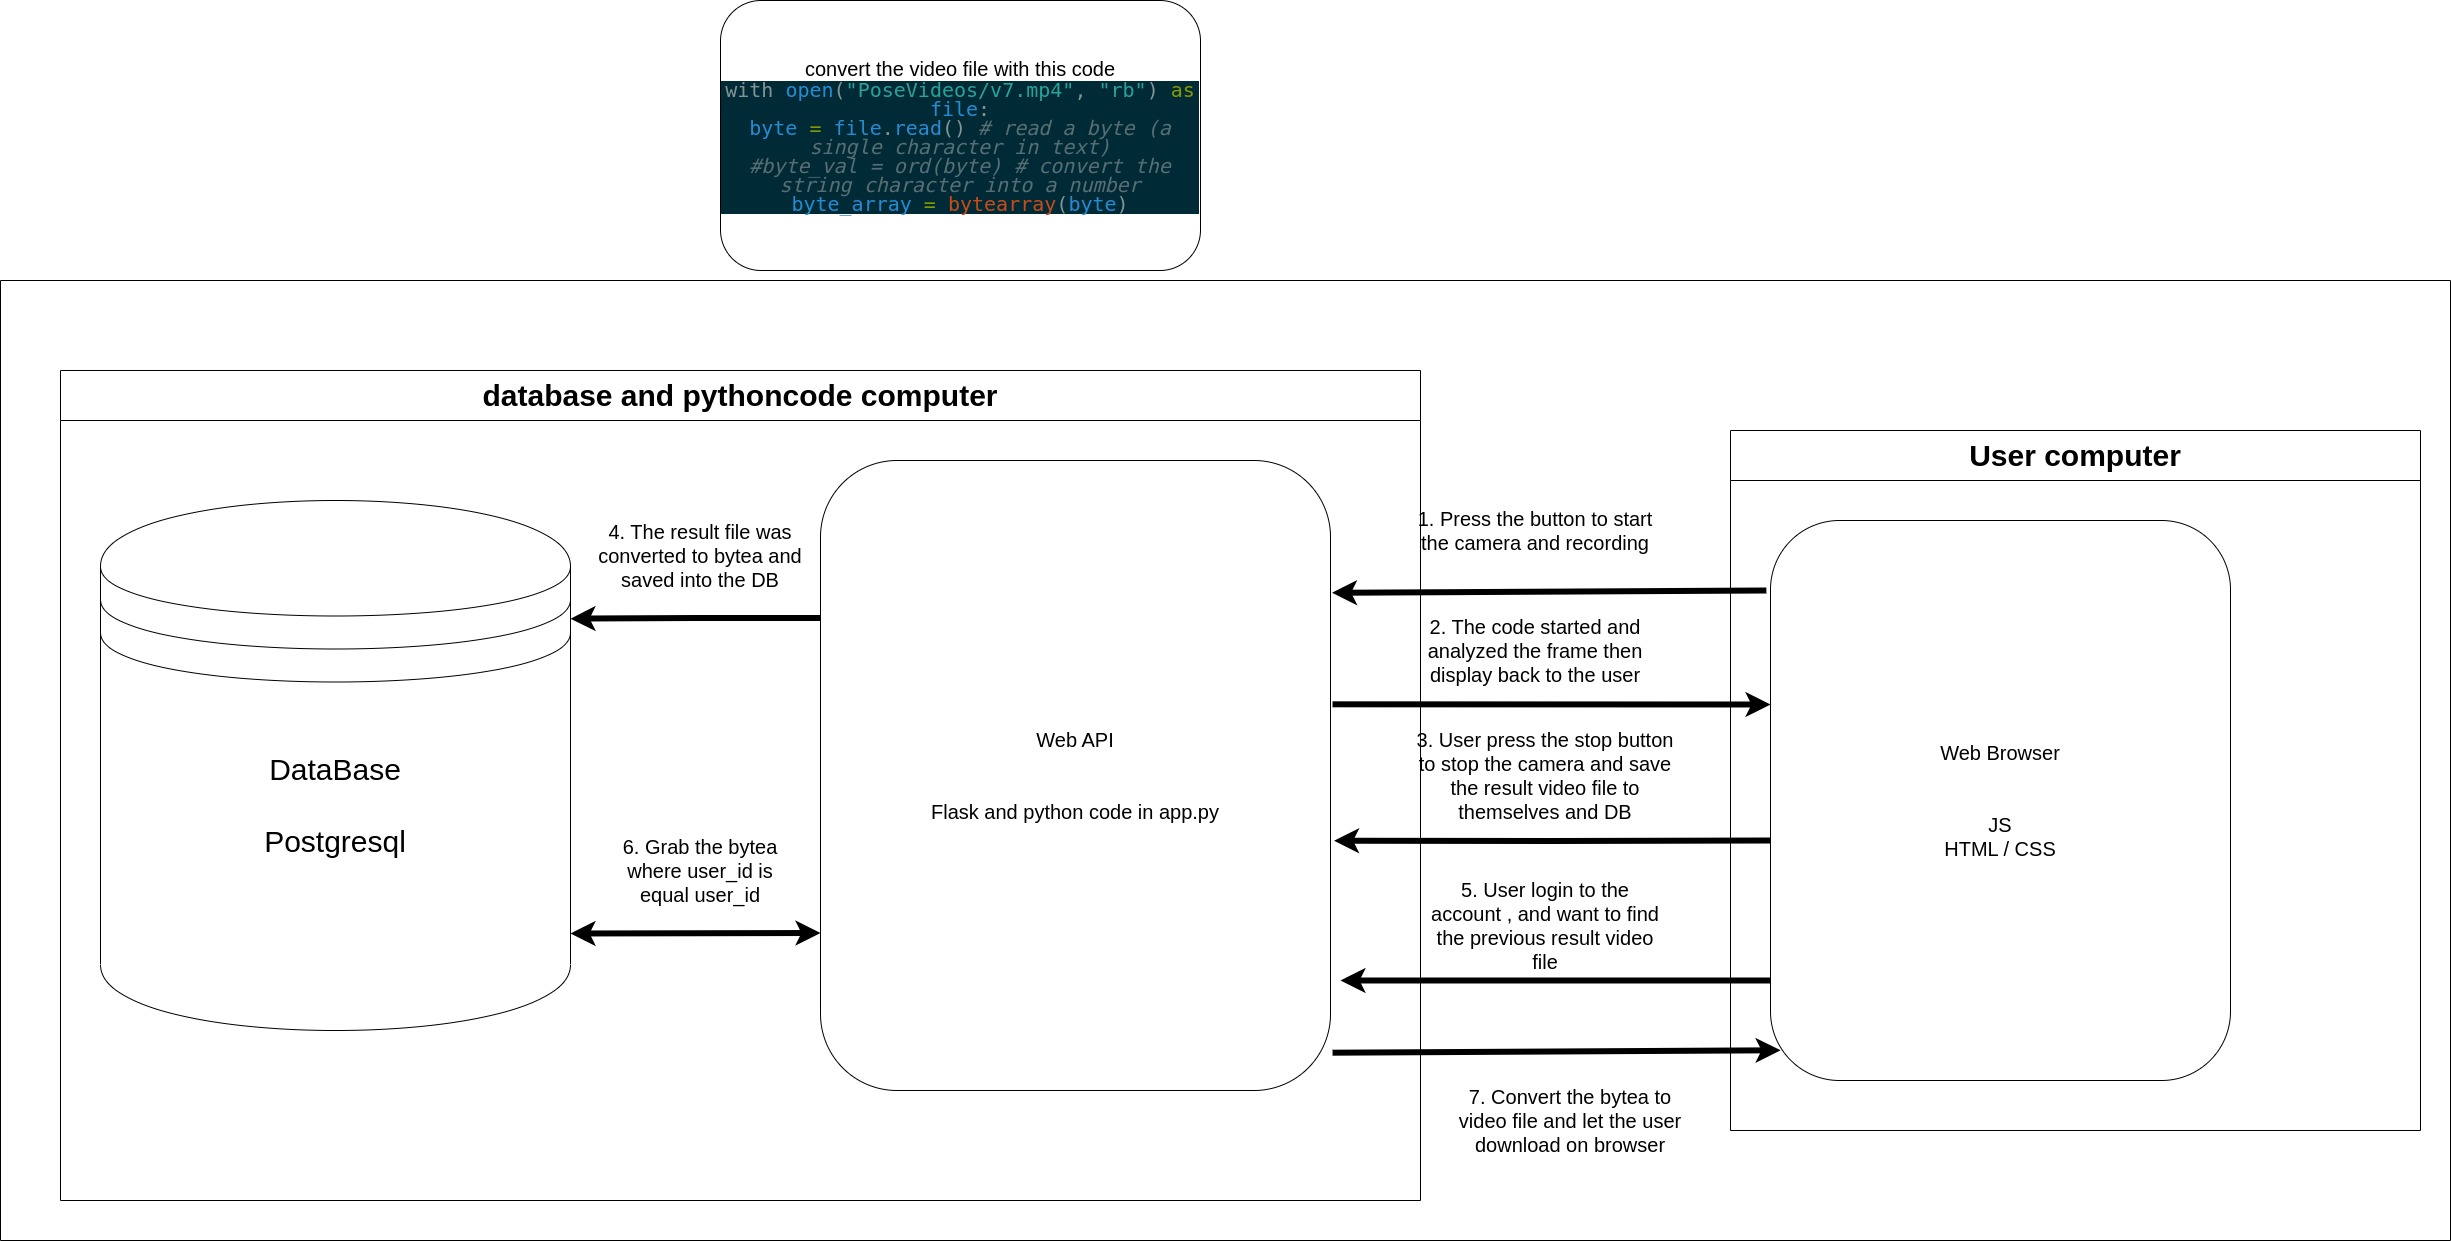 convert the video file with this code
with open("PoseVideos/v7.mp4", "rb") as
file:
byte = file.read() # read a byte (a
single character in text)
#byte_val = ord(byte) # convert the
string character into a number
byte_array = bytearray(byte)
database and pythoncode computer
User computer
1. Press the button to start
the camera and recording
4. The result file was
converted to bytea and
saved into the DB
2. The code started and
analyzed the frame then
display back to the user
Web API
Flask and python code in app.py
3. User press the stop button
to stop the camera and save
the result video file to
themselves and DB
Web Browser
JS
HTML / CSS
DataBase
Postgresql
6. Grab the bytea
where user_id is
equal user_id
5. User login to the
account , and want to find
the previous result video
file
7. Convert the bytea to
video file and let the user
download on browser